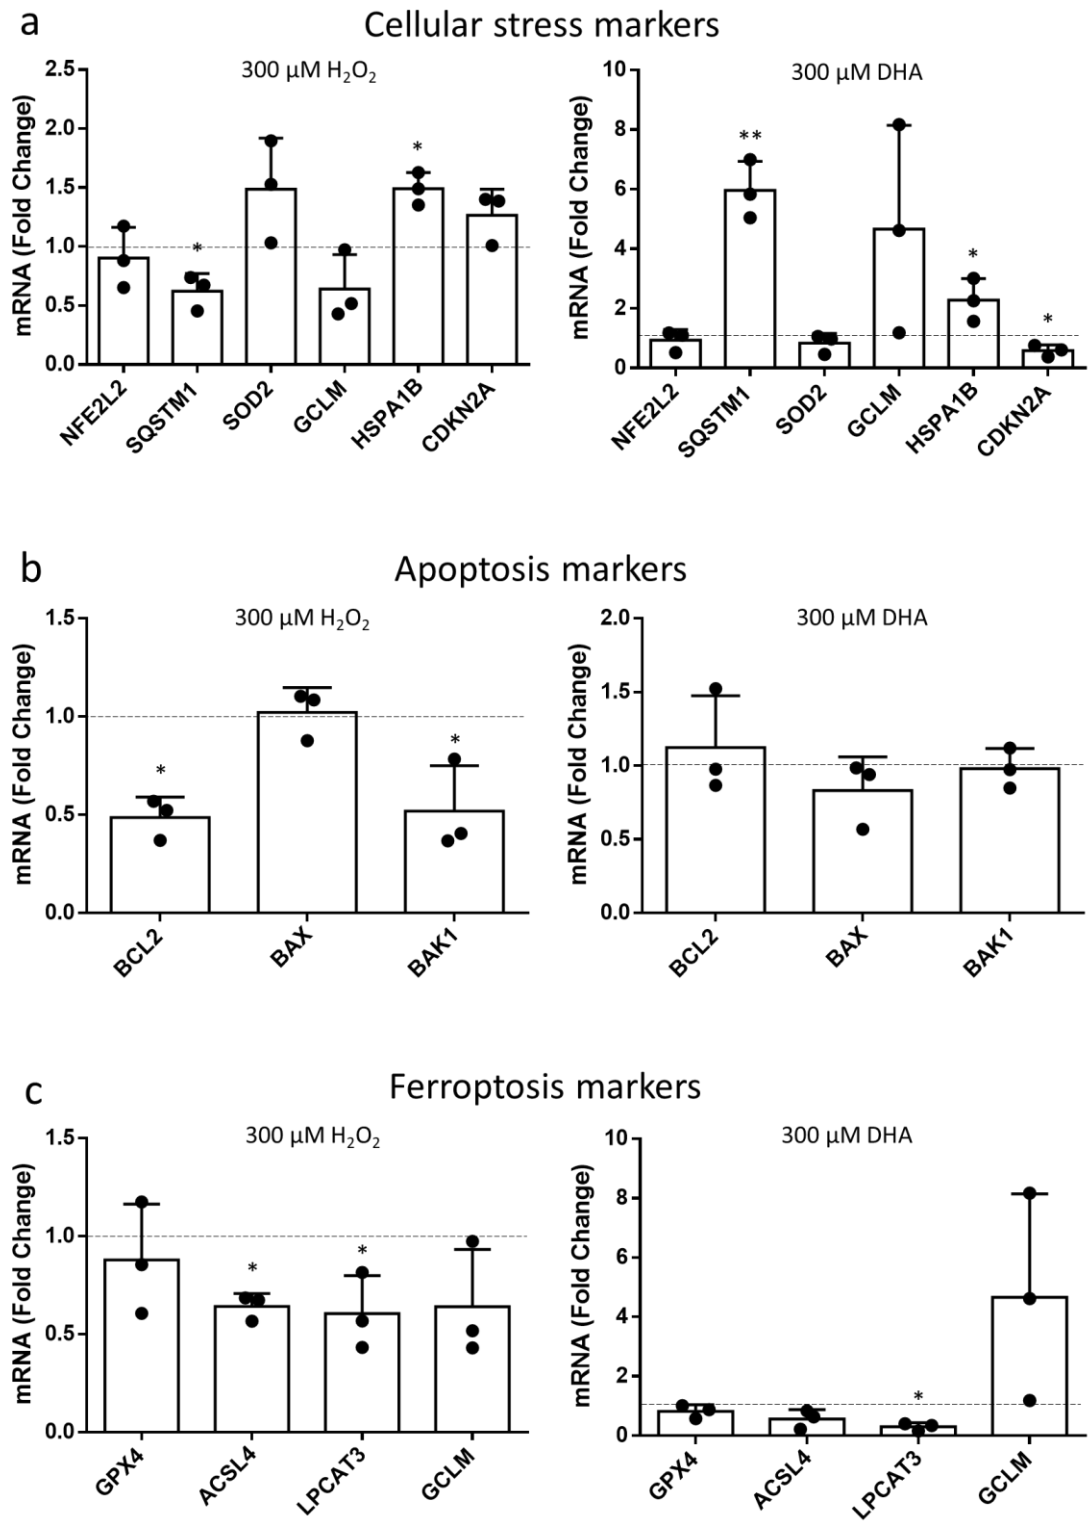 a
Cellular stress markers
300 µM H₂O₂
mRNA (Fold Change)
2.5
2.0
1.5
1.0
0.5
0.0
*
*
NFE2L2
SQSTM1
SOD2
GCLM
HSPA1B
CDKN2A
300 µM DHA
mRNA (Fold Change)
10
8
6
4
2
0
**
*
*
NFE2L2
SQSTM1
SOD2
GCLM
HSPA1B
CDKN2A
b
Apoptosis markers
300 µM H₂O₂
mRNA (Fold Change)
1.5
1.0
0.5
0.0
*
*
BCL2
BAX
BAK1
300 µM DHA
mRNA (Fold Change)
2.0
1.5
1.0
0.5
0.0
BCL2
BAX
BAK1
c
Ferroptosis markers
300 µM H₂O₂
mRNA (Fold Change)
1.5
1.0
0.5
0.0
*
*
GPX4
ACSL4
LPCAT3
GCLM
300 µM DHA
mRNA (Fold Change)
10
8
6
4
2
0
*
GPX4
ACSL4
LPCAT3
GCLM